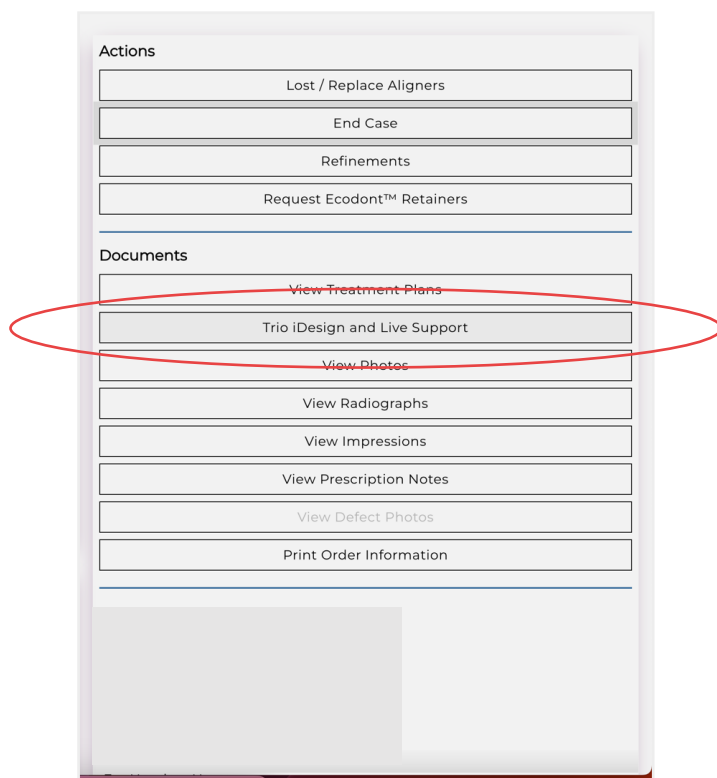 Actions
Lost / Replace Aligners
End Case
Refinements
Request Ecodont™ Retainers
Documents
View Treatment Plans
Trio iDesign and Live Support
View Photos
View Radiographs
View Impressions
View Prescription Notes
View Defect Photos
Print Order Information